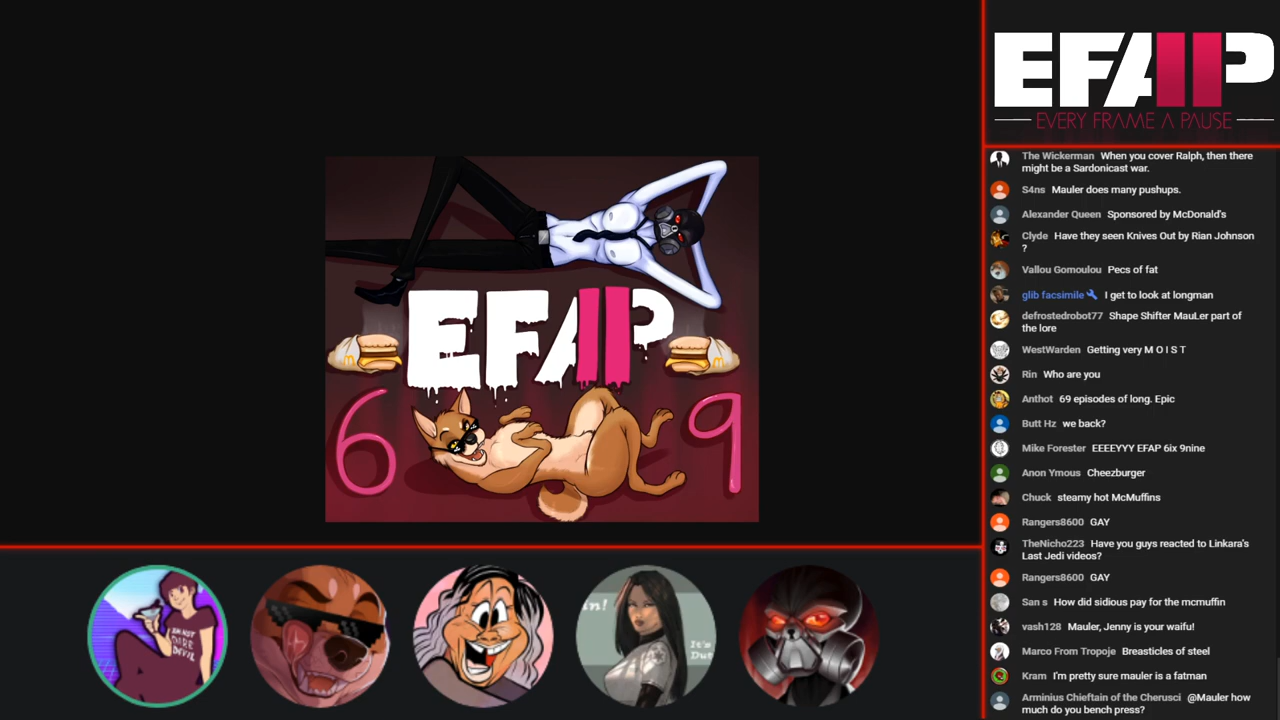 EFAP
EVERY FRAME A PAUSE
The Wickerman When you cover Ralph, then there
might be a Sardonicast war.
S4ns Mauler does many pushups.
Alexander Queen Sponsored by McDonald's
Clyde Have they seen Knives Out by Rian Johnson
?
Vallou Gomoulou Pecs of fat
glib facsimile I get to look at longman
defrostedrobot77 Shape Shifter MauLer part of
the lore
WestWarden Getting very M O I S T
Rin Who are you
Anthot 69 episodes of long. Epic
Butt Hz we back?
Mike Forester EEEEYYY EFAP 6ix 9nine
Anon Ymous Cheezburger
Chuck steamy hot McMuffins
Rangers8600 GAY
TheNicho223 Have you guys reacted to Linkara's
Last Jedi videos?
Rangers8600 GAY
San s How did sidious pay for the mcmuffin
vash128 Mauler, Jenny is your waifu!
Marco From Tropoje Breasticles of steel
Kram I'm pretty sure mauler is a fatman
Arminius Chieftain of the Cherusci @Mauler how
much do you bench press?
EFAP
6 9
I'M NOT
DARE
DEVIL
in!
It's